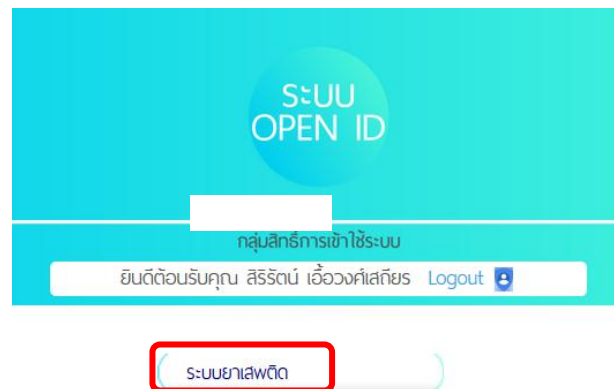 ระบบ
OPEN ID
กลุ่มสิทธิ์การเข้าใช้ระบบ
ยินดีต้อนรับคุณ สิริรัตน์ เอื้อวงศ์เสถียร Logout
ระบบยาเสพติด